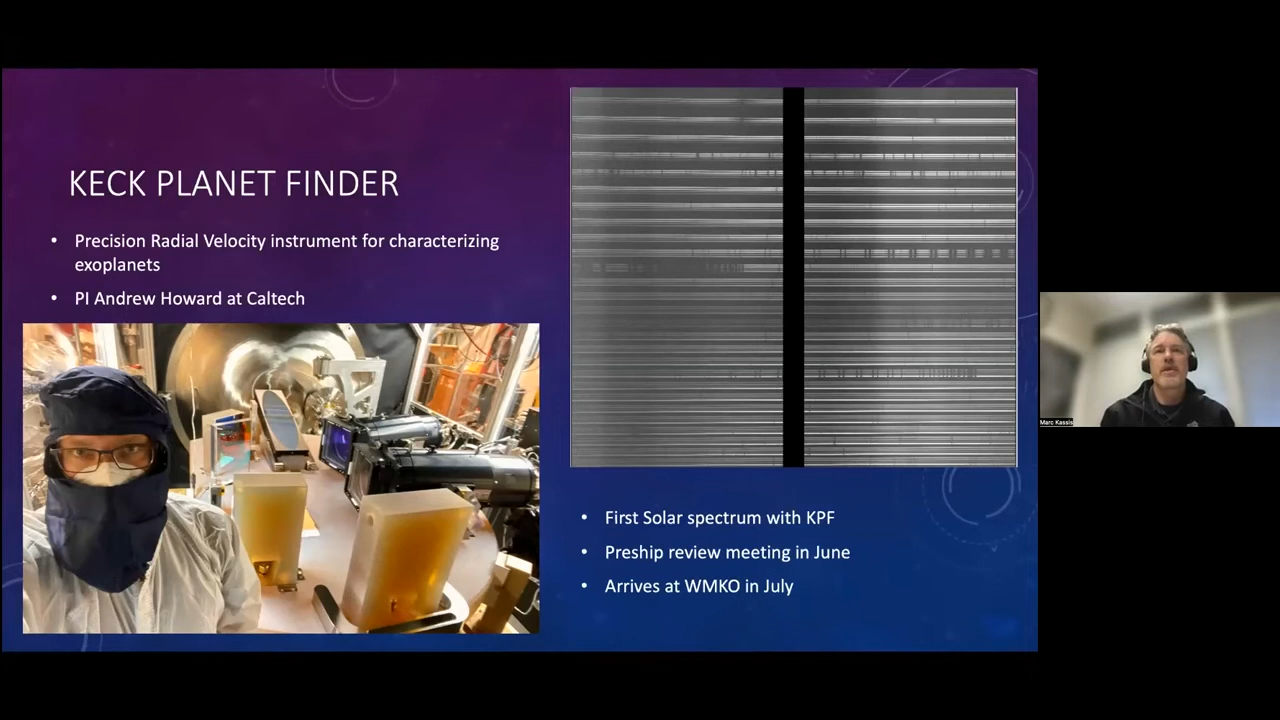 KECK PLANET FINDER
• Precision Radial Velocity instrument for characterizing
exoplanets
• PI Andrew Howard at Caltech
• First Solar spectrum with KPF
• Preship review meeting in June
• Arrives at WMKO in July
Marc Kassis